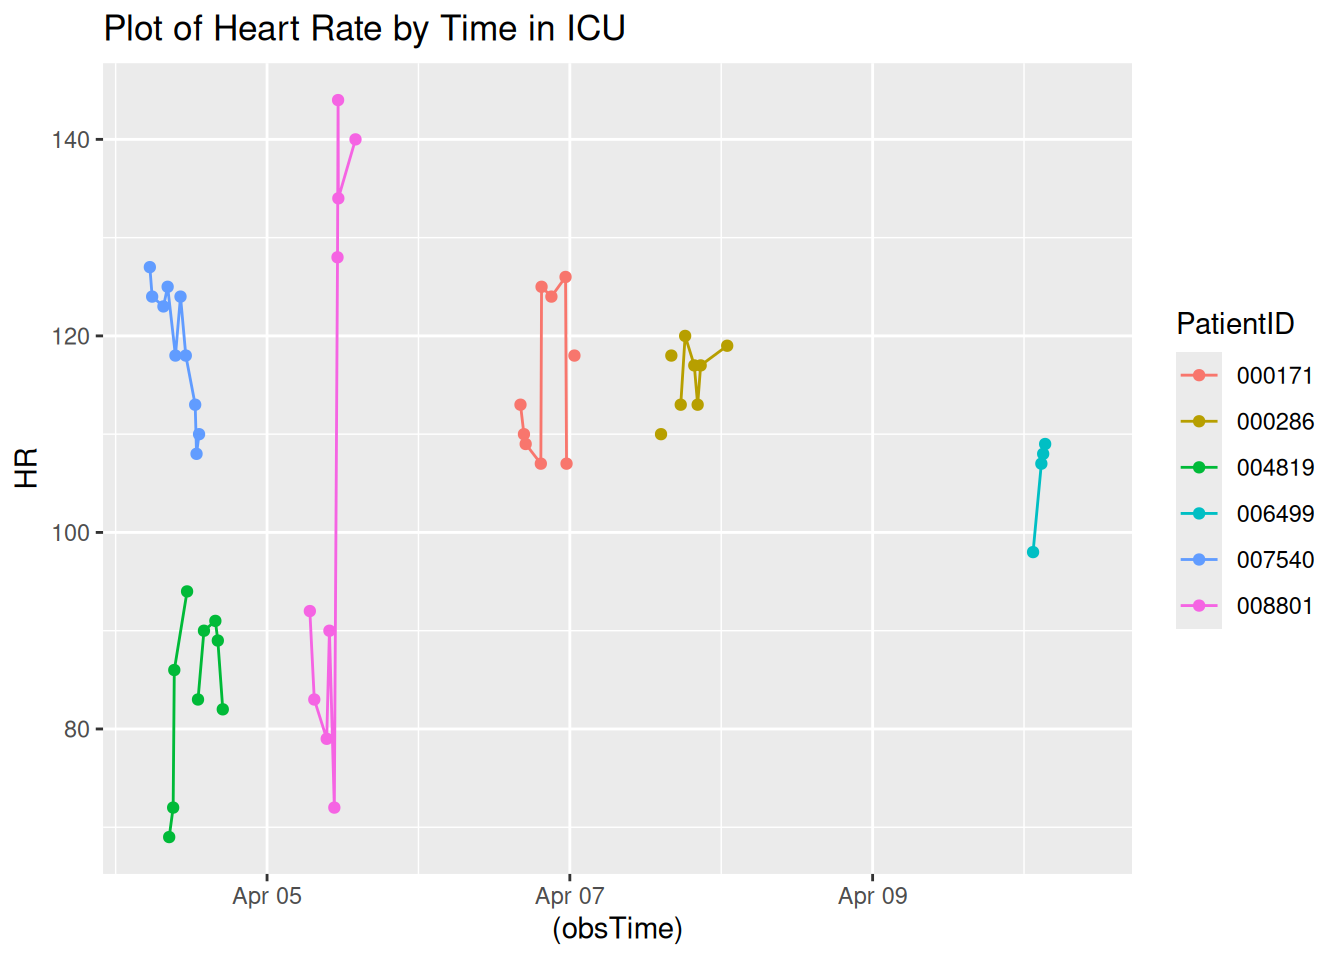 Plot of Heart Rate by Time in ICU
140
120
100
80
HR
Apr 05
Apr 07
Apr 09
(obsTime)
PatientID
000171
000286
004819
006499
007540
008801